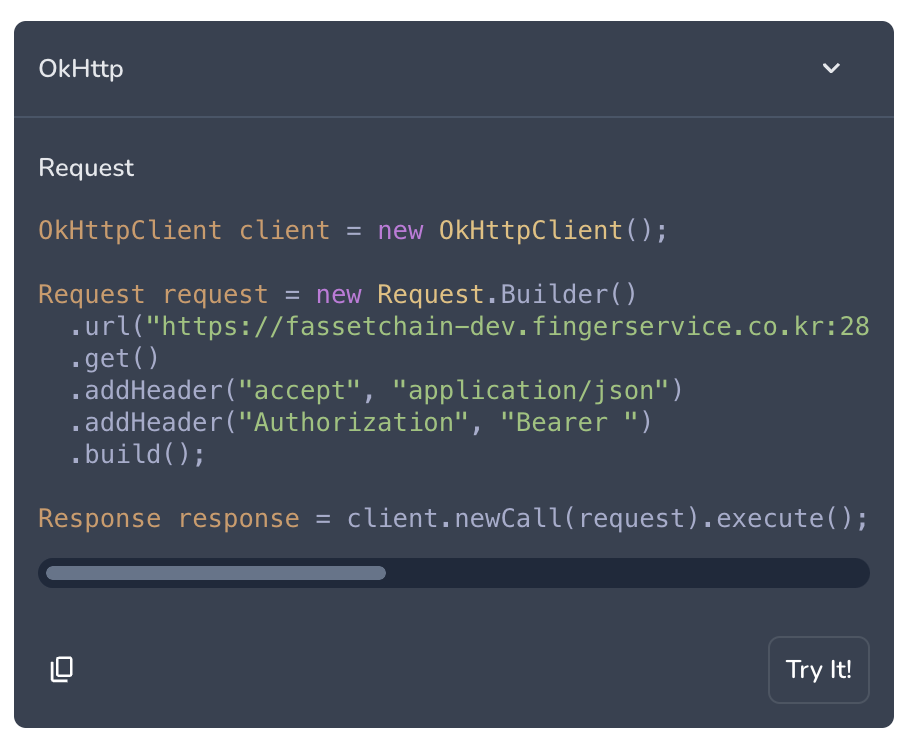 OkHttp
Request
OkHttpClient client = new OkHttpClient();
Request request = new Request.Builder()
.url("https://fassetchain-dev.fingerservice.co.kr:28
.get()
.addHeader("accept", "application/json")
.addHeader("Authorization", "Bearer ")
.build();
Response response = client.newCall(request).execute();
Try It!